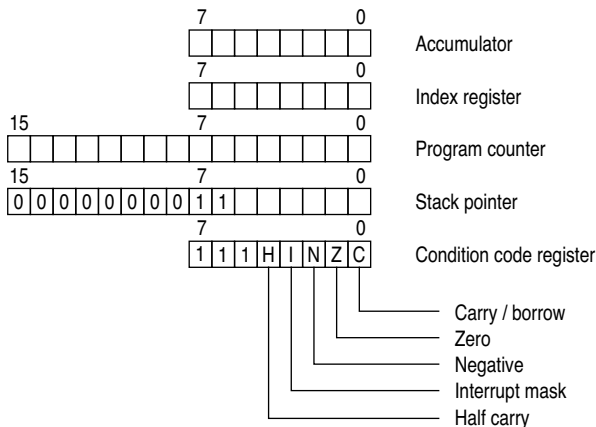 7 0
Accumulator
7 0
Index register
15 7 0
Program counter
15 7 0
0 0 0 0 0 0 0 0 1 1 Stack pointer
7 0
1 1 1 H I N Z C Condition code register
Carry / borrow
Zero
Negative
Interrupt mask
Half carry